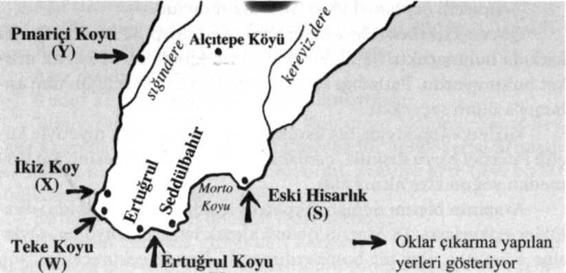 Pınariçi Koyu
(Y)
Alçıtepe Köyü
sığındere
kereviz dere
İkiz Koy
(X)
Ertuğrul
Seddülbahir
Morto
Koyu
Eski Hisarlık
(S)
Teke Koyu
(W)
Ertuğrul Koyu
Oklar çıkarma yapılan
yerleri gösteriyor